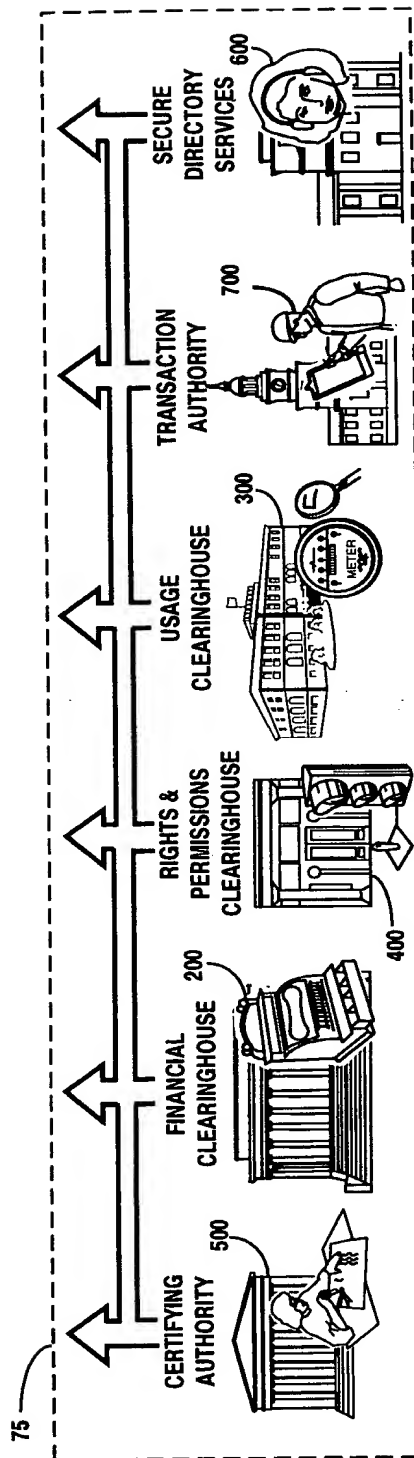 75
CERTIFYING
AUTHORITY
500
FINANCIAL
CLEARINGHOUSE
200
RIGHTS &
PERMISSIONS
CLEARINGHOUSE
400
USAGE
CLEARINGHOUSE
300
METER
TRANSACTION
AUTHORITY
700
SECURE
DIRECTORY
SERVICES
600